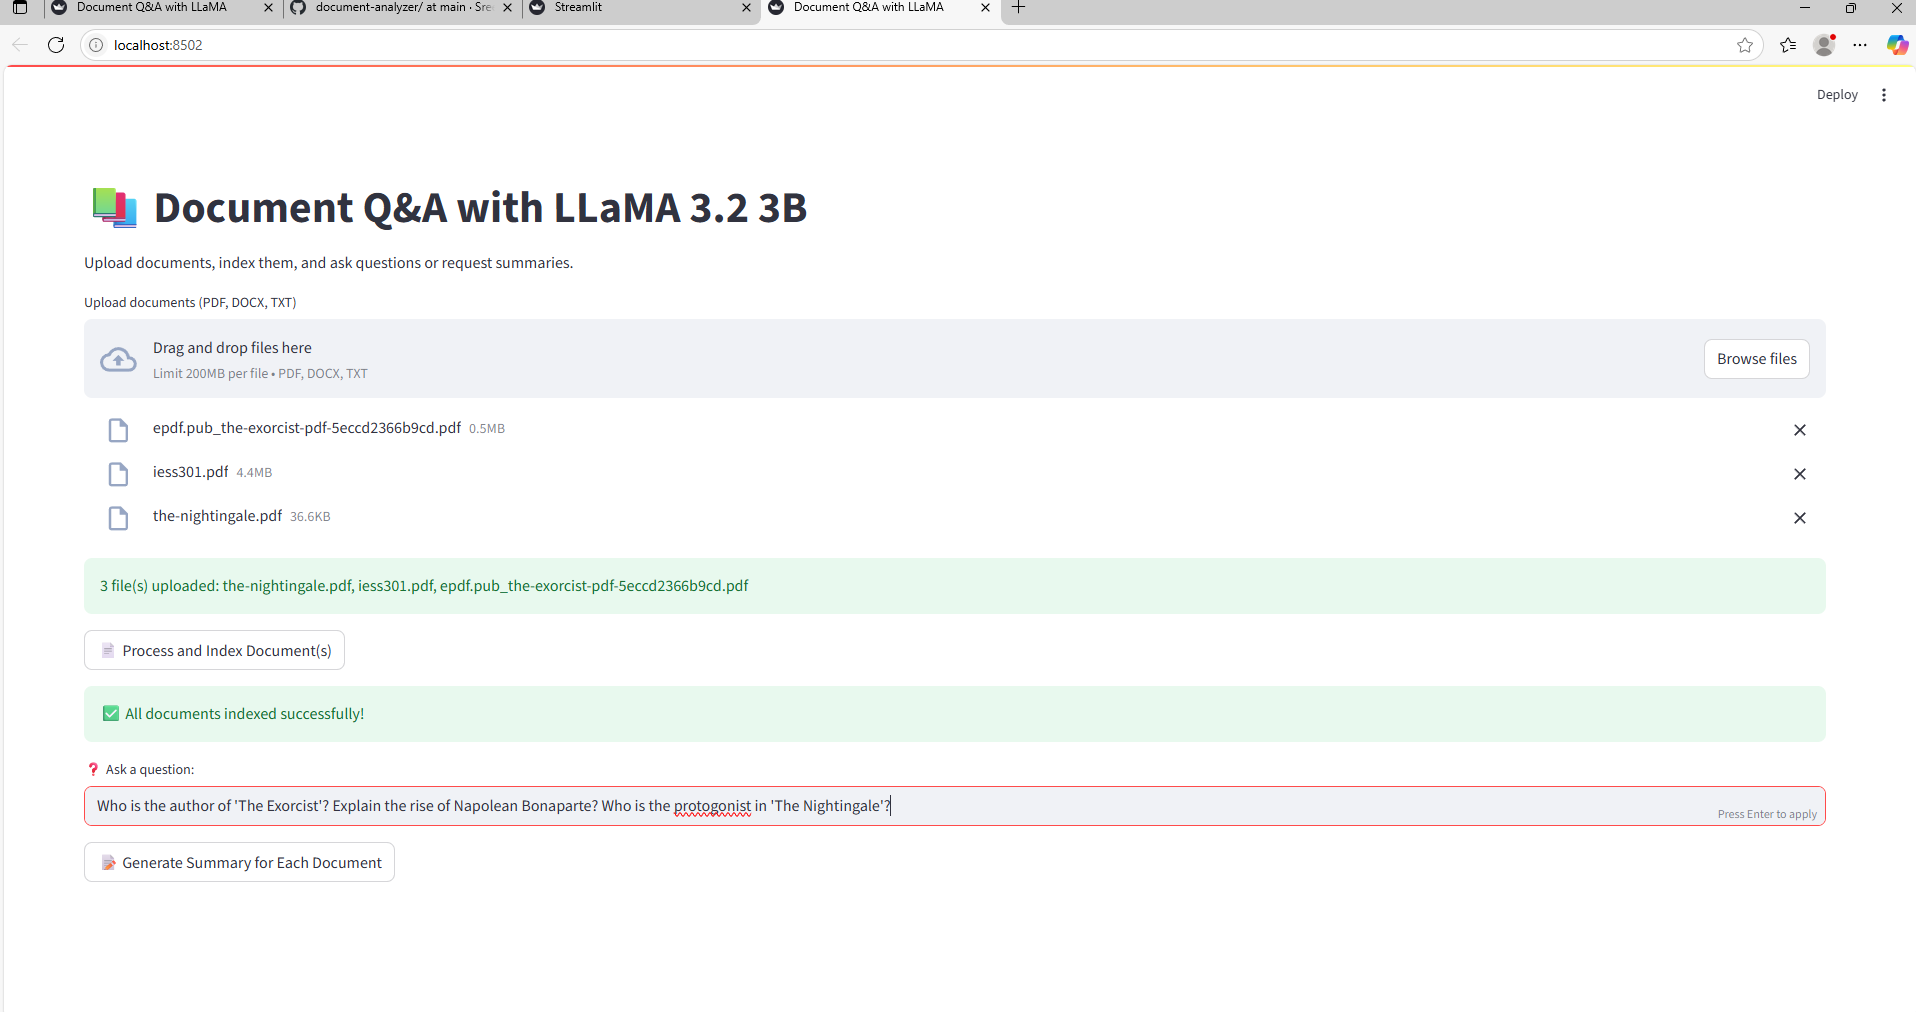 Document Q&A with LLaMA
document-analyzer/ at main · Sre
Streamlit
Document Q&A with LLaMA
localhost:8502
Deploy
Document Q&A with LLaMA 3.2 3B
Upload documents, index them, and ask questions or request summaries.
Upload documents (PDF, DOCX, TXT)
Drag and drop files here
Limit 200MB per file • PDF, DOCX, TXT
Browse files
epdf.pub_the-exorcist-pdf-5eccd2366b9cd.pdf 0.5MB
iess301.pdf 4.4MB
the-nightingale.pdf 36.6KB
3 file(s) uploaded: the-nightingale.pdf, iess301.pdf, epdf.pub_the-exorcist-pdf-5eccd2366b9cd.pdf
Process and Index Document(s)
All documents indexed successfully!
Ask a question:
Who is the author of 'The Exorcist'? Explain the rise of Napolean Bonaparte? Who is the protogonist in 'The Nightingale'?
Press Enter to apply
Generate Summary for Each Document